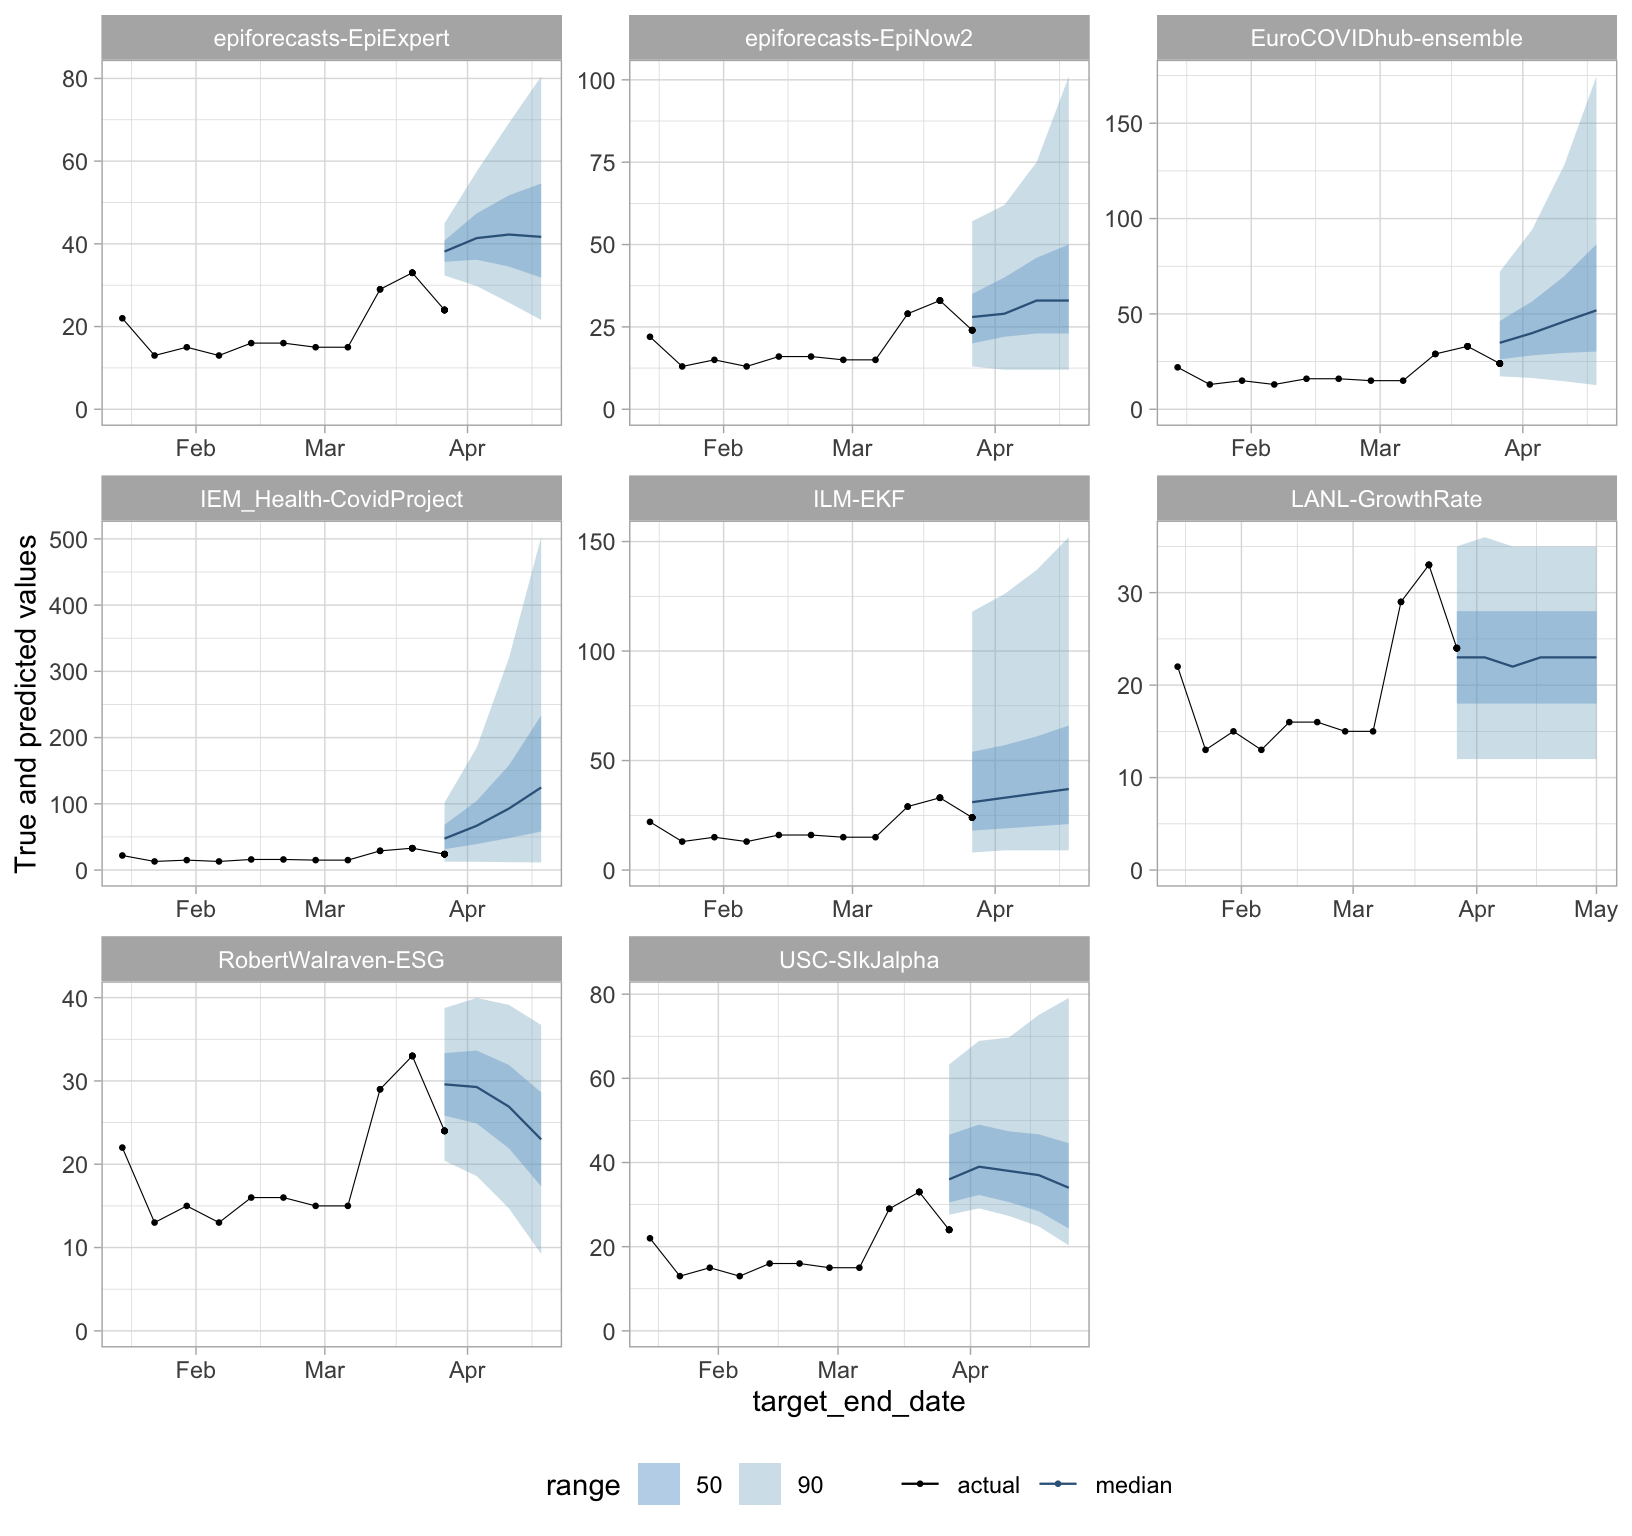 epiforecasts-EpiExpert epiforecasts-EpiNow2 EuroCOVIDhub-ensemble
80
60
40
20
0
100
75
50
25
0
150
100
50
0
Feb Mar Apr
Feb Mar Apr
Feb Mar Apr
IEM_Health-CovidProject ILM-EKF LANL-GrowthRate
True and predicted values
500
400
300
200
100
0
150
100
50
0
30
20
10
0
Feb Mar Apr
Feb Mar Apr
Feb Mar Apr May
RobertWalraven-ESG USC-SIkJalpha
40
30
20
10
0
80
60
40
20
0
Feb Mar Apr
Feb Mar Apr
target_end_date
range 50 90 actual median